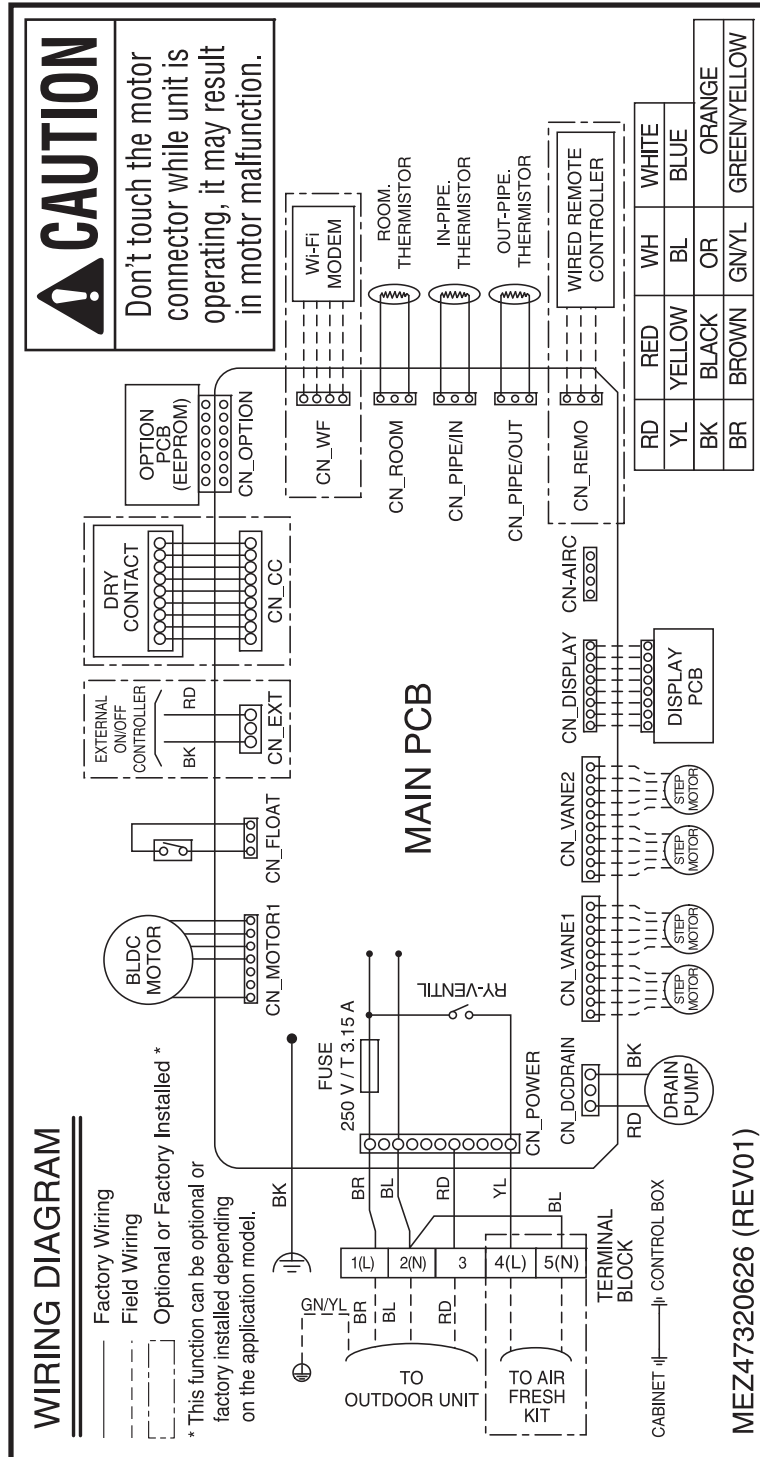 WIRING DIAGRAM
Factory Wiring
Field Wiring
Optional or Factory Installed *
* This function can be optional or
factory installed depending
on the application model.
CAUTION
Don't touch the motor
connector while unit is
operating, it may result
in motor malfunction.
BLDC
MOTOR
CN_MOTOR1
CN_FLOAT
EXTERNAL
ON/OFF
CONTROLLER
BK
RD
CN_EXT
DRY
CONTACT
CN_CC
OPTION
PCB
(EEPROM)
CN_OPTION
Wi-Fi
MODEM
CN_WF
ROOM.
THERMISTOR
CN_ROOM
IN-PIPE.
THERMISTOR
CN_PIPE/IN
OUT-PIPE.
THERMISTOR
CN_PIPE/OUT
WIRED REMOTE
CONTROLLER
CN_REMO
MAIN PCB
BK
FUSE
250 V / T 3.15 A
RY-VENTIL
CN_POWER
BR
BL
RD
YL
BL
1(L)
2(N)
3
4(L)
5(N)
TERMINAL
BLOCK
GN/YL
BR
BL
RD
TO
OUTDOOR UNIT
TO AIR
FRESH
KIT
CABINET
CONTROL BOX
CN_DCDRAIN
RD
BK
DRAIN
PUMP
CN_VANE1
STEP
MOTOR
STEP
MOTOR
CN_VANE2
STEP
MOTOR
STEP
MOTOR
CN_DISPLAY
DISPLAY
PCB
CN-AIRC
RD RED WH WHITE
YL YELLOW BL BLUE
BK BLACK OR ORANGE
BR BROWN GN/YL GREEN/YELLOW
MEZ47320626 (REV01)